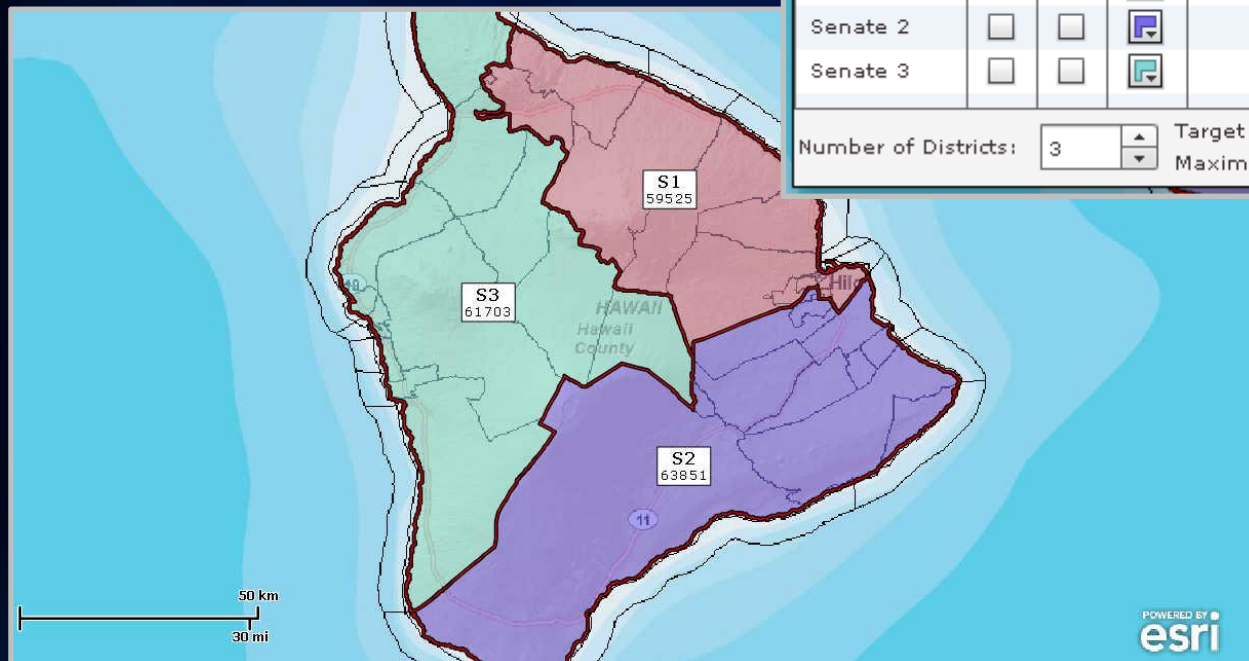 Senate 2
Senate 3
Number of Districts: 3 Target
Maxim
S1
59525
Hilo
S3
61703
HAWAII
Hawaii
County
S2
63851
11
50 km
30 mi
POWERED BY
esri